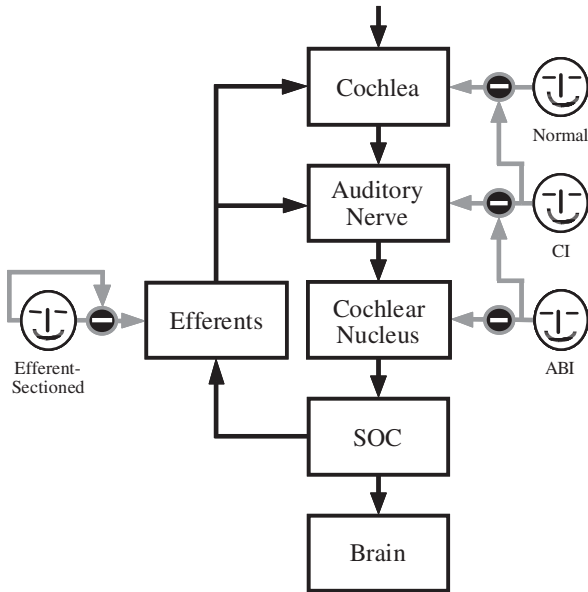 Cochlea
Normal
Auditory
Nerve
CI
Efferents
Cochlear
Nucleus
Efferent-
Sectioned
ABI
SOC
Brain